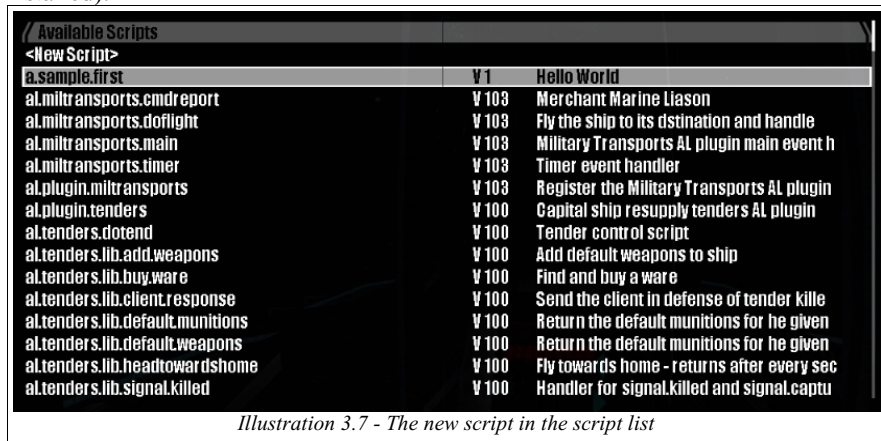 Available Scripts
<New Script>
a.sample.first V 1 Hello World
al.miltransports.cmdreport V 103 Merchant Marine Liason
al.miltransports.doflight V 103 Fly the ship to its dstination and handle
al.miltransports.main V 103 Military Transports AL plugin main event h
al.miltransports.timer V 103 Timer event handler
al.plugin.miltransports V 103 Register the Military Transports AL plugin
al.plugin.tenders V 100 Capital ship resupply tenders AL plugin
al.tenders.dotend V 100 Tender control script
al.tenders.lib.add.weapons V 100 Add default weapons to ship
al.tenders.lib.buy.ware V 100 Find and buy a ware
al.tenders.lib.client.response V 100 Send the client in defense of tender kille
al.tenders.lib.default.munitions V 100 Return the default munitions for he given
al.tenders.lib.default.weapons V 100 Return the default munitions for he given
al.tenders.lib.headtowardshome V 100 Fly towards home - returns after every sec
al.tenders.lib.signal.killed V 100 Handler for signal.killed and signal.captu
Illustration 3.7 - The new script in the script list